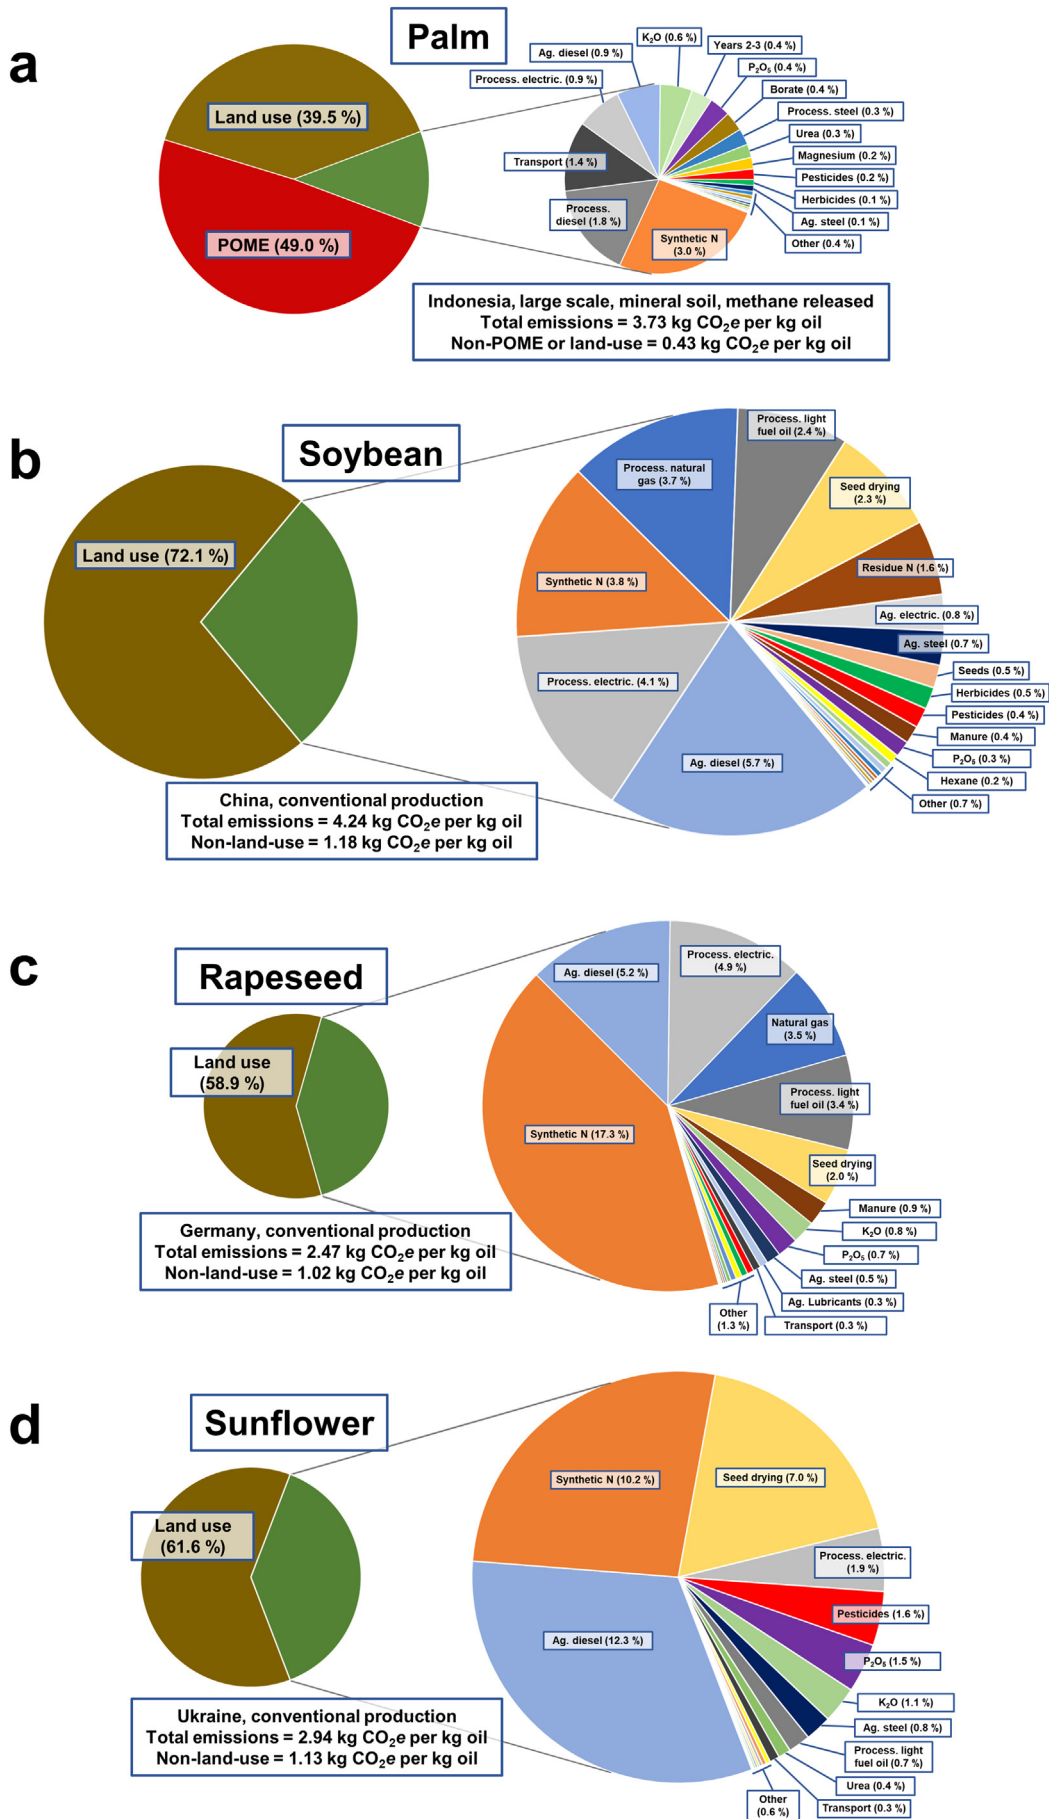 a
Palm
Land use (39.5 %)
POME (49.0 %)
K₂O (0.6 %)
Ag. diesel (0.9 %)
Years 2-3 (0.4 %)
P₂O₅ (0.4 %)
Process. electric. (0.9 %)
Borate (0.4 %)
Process. steel (0.3 %)
Urea (0.3 %)
Transport (1.4 %)
Magnesium (0.2 %)
Pesticides (0.2 %)
Herbicides (0.1 %)
Process.
diesel (1.8 %)
Ag. steel (0.1 %)
Synthetic N
(3.0 %)
Other (0.4 %)
Indonesia, large scale, mineral soil, methane released
Total emissions = 3.73 kg CO₂e per kg oil
Non-POME or land-use = 0.43 kg CO₂e per kg oil
b
Soybean
Land use (72.1 %)
Process. light
fuel oil (2.4 %)
Process. natural
gas (3.7 %)
Seed drying
(2.3 %)
Residue N (1.6 %)
Synthetic N (3.8 %)
Ag. electric. (0.8 %)
Ag. steel (0.7 %)
Seeds (0.5 %)
Process. electric. (4.1 %)
Herbicides (0.5 %)
Pesticides (0.4 %)
Manure (0.4 %)
P₂O₅ (0.3 %)
Ag. diesel (5.7 %)
Hexane (0.2 %)
Other (0.7 %)
China, conventional production
Total emissions = 4.24 kg CO₂e per kg oil
Non-land-use = 1.18 kg CO₂e per kg oil
c
Rapeseed
Land use
(58.9 %)
Ag. diesel (5.2 %)
Process. electric.
(4.9 %)
Natural gas
(3.5 %)
Process. light
fuel oil (3.4 %)
Synthetic N (17.3 %)
Seed drying
(2.0 %)
Manure (0.9 %)
K₂O (0.8 %)
P₂O₅ (0.7 %)
Ag. steel (0.5 %)
Ag. Lubricants (0.3 %)
Transport (0.3 %)
Other
(1.3 %)
Germany, conventional production
Total emissions = 2.47 kg CO₂e per kg oil
Non-land-use = 1.02 kg CO₂e per kg oil
d
Sunflower
Land use
(61.6 %)
Synthetic N (10.2 %)
Seed drying (7.0 %)
Process. electric.
(1.9 %)
Pesticides (1.6 %)
Ag. diesel (12.3 %)
P₂O₅ (1.5 %)
K₂O (1.1 %)
Ag. steel (0.8 %)
Process. light
fuel oil (0.7 %)
Urea (0.4 %)
Transport (0.3 %)
Other
(0.6 %)
Ukraine, conventional production
Total emissions = 2.94 kg CO₂e per kg oil
Non-land-use = 1.13 kg CO₂e per kg oil